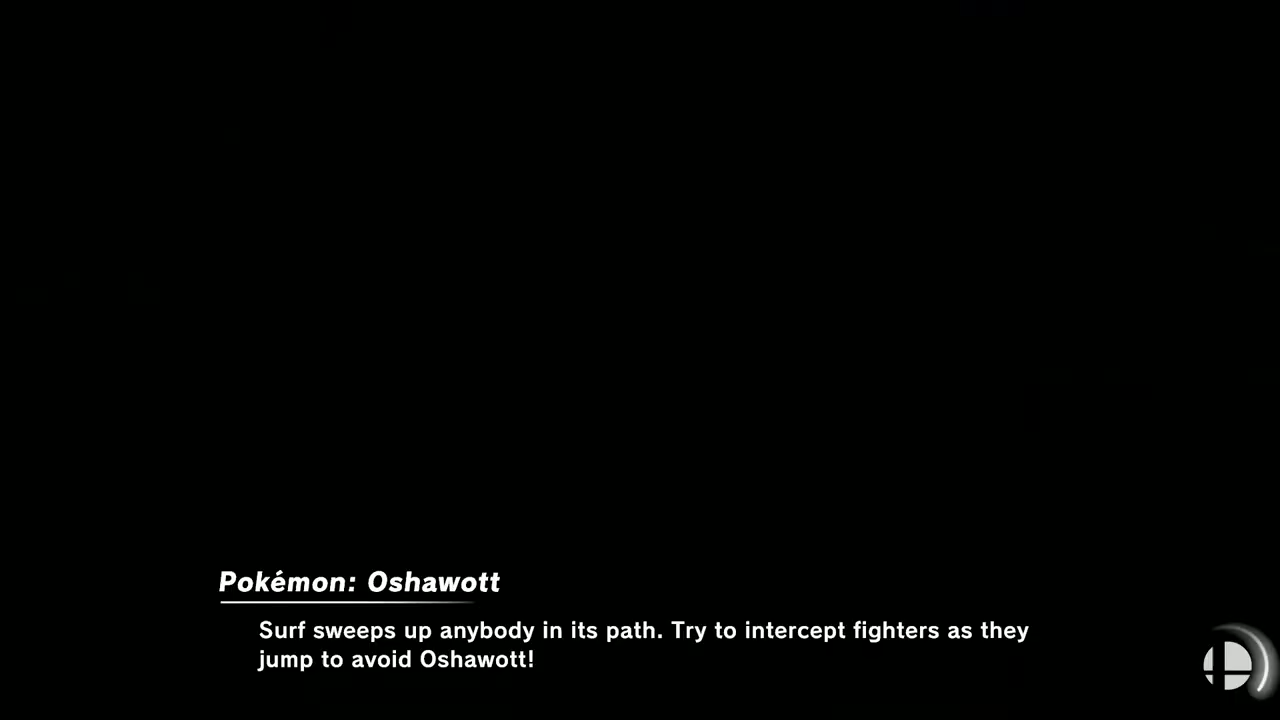 Pokémon: Oshawott
Surf sweeps up anybody in its path. Try to intercept fighters as they
jump to avoid Oshawott!